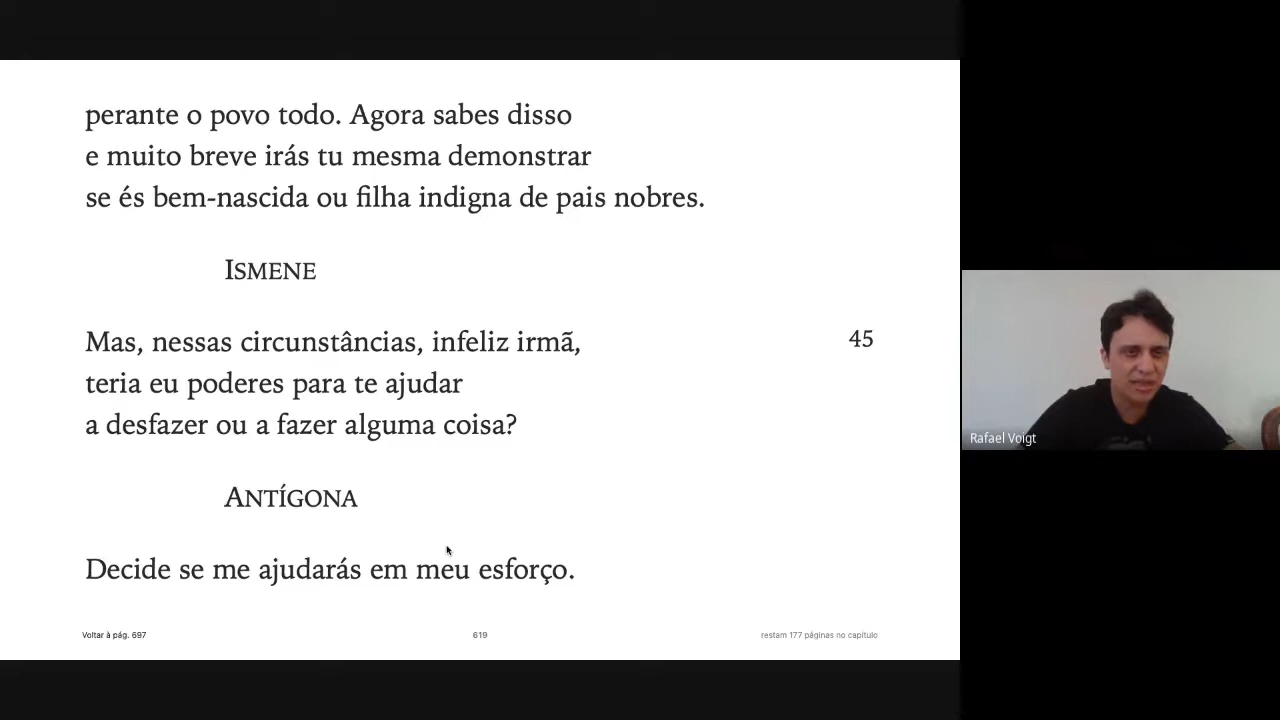 perante o povo todo. Agora sabes disso
e muito breve irás tu mesma demonstrar
se és bem-nascida ou filha indigna de pais nobres.
ISMENE
Mas, nessas circunstâncias, infeliz irmã, 45
teria eu poderes para te ajudar
a desfazer ou a fazer alguma coisa?
ANTÍGONA
Decide se me ajudarás em meu esforço.
Voltar à pág. 697 619 restam 177 páginas no capítulo
Rafael Voigt